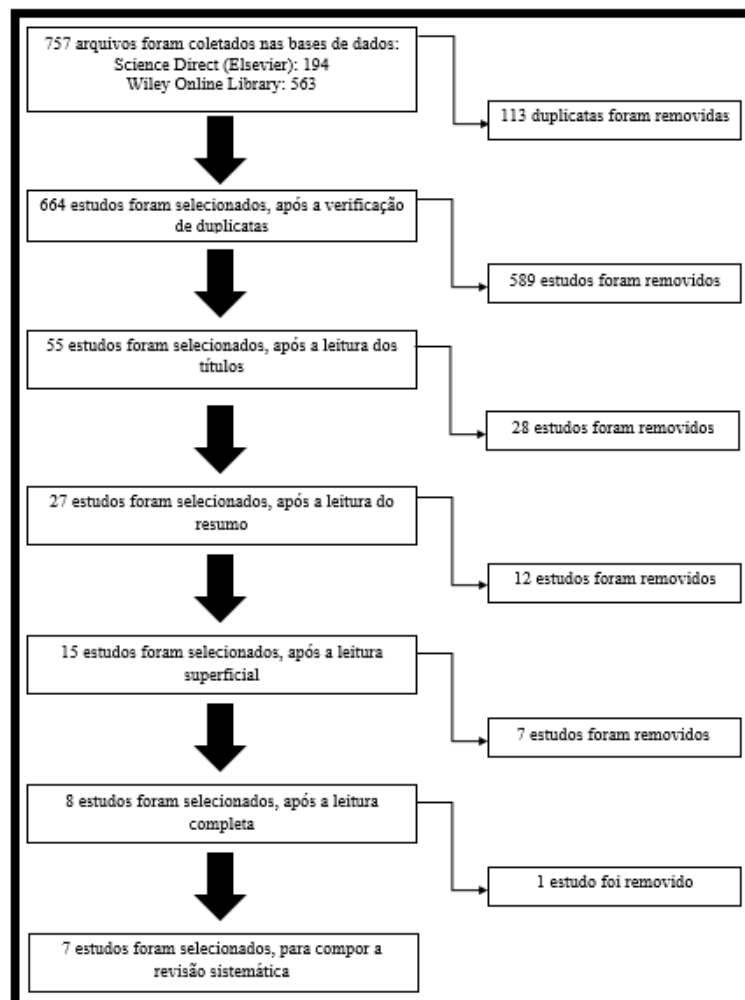 757 arquivos foram coletados nas bases de dados:
Science Direct (Elsevier): 194
Wiley Online Library: 563
113 duplicatas foram removidas
664 estudos foram selecionados, após a verificação
de duplicatas
589 estudos foram removidos
55 estudos foram selecionados, após a leitura dos
títulos
28 estudos foram removidos
27 estudos foram selecionados, após a leitura do
resumo
12 estudos foram removidos
15 estudos foram selecionados, após a leitura
superficial
7 estudos foram removidos
8 estudos foram selecionados, após a leitura
completa
1 estudo foi removido
7 estudos foram selecionados, para compor a
revisão sistemática